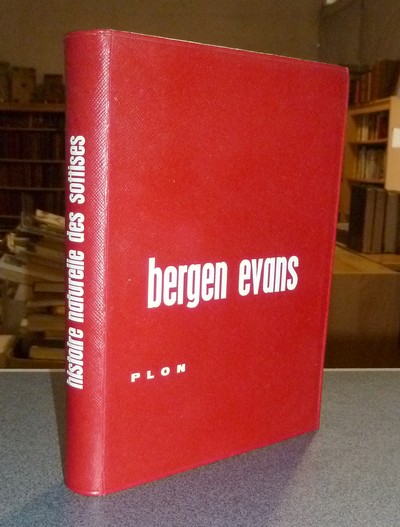 histoire naturelle des sottises
bergen evans
PLON